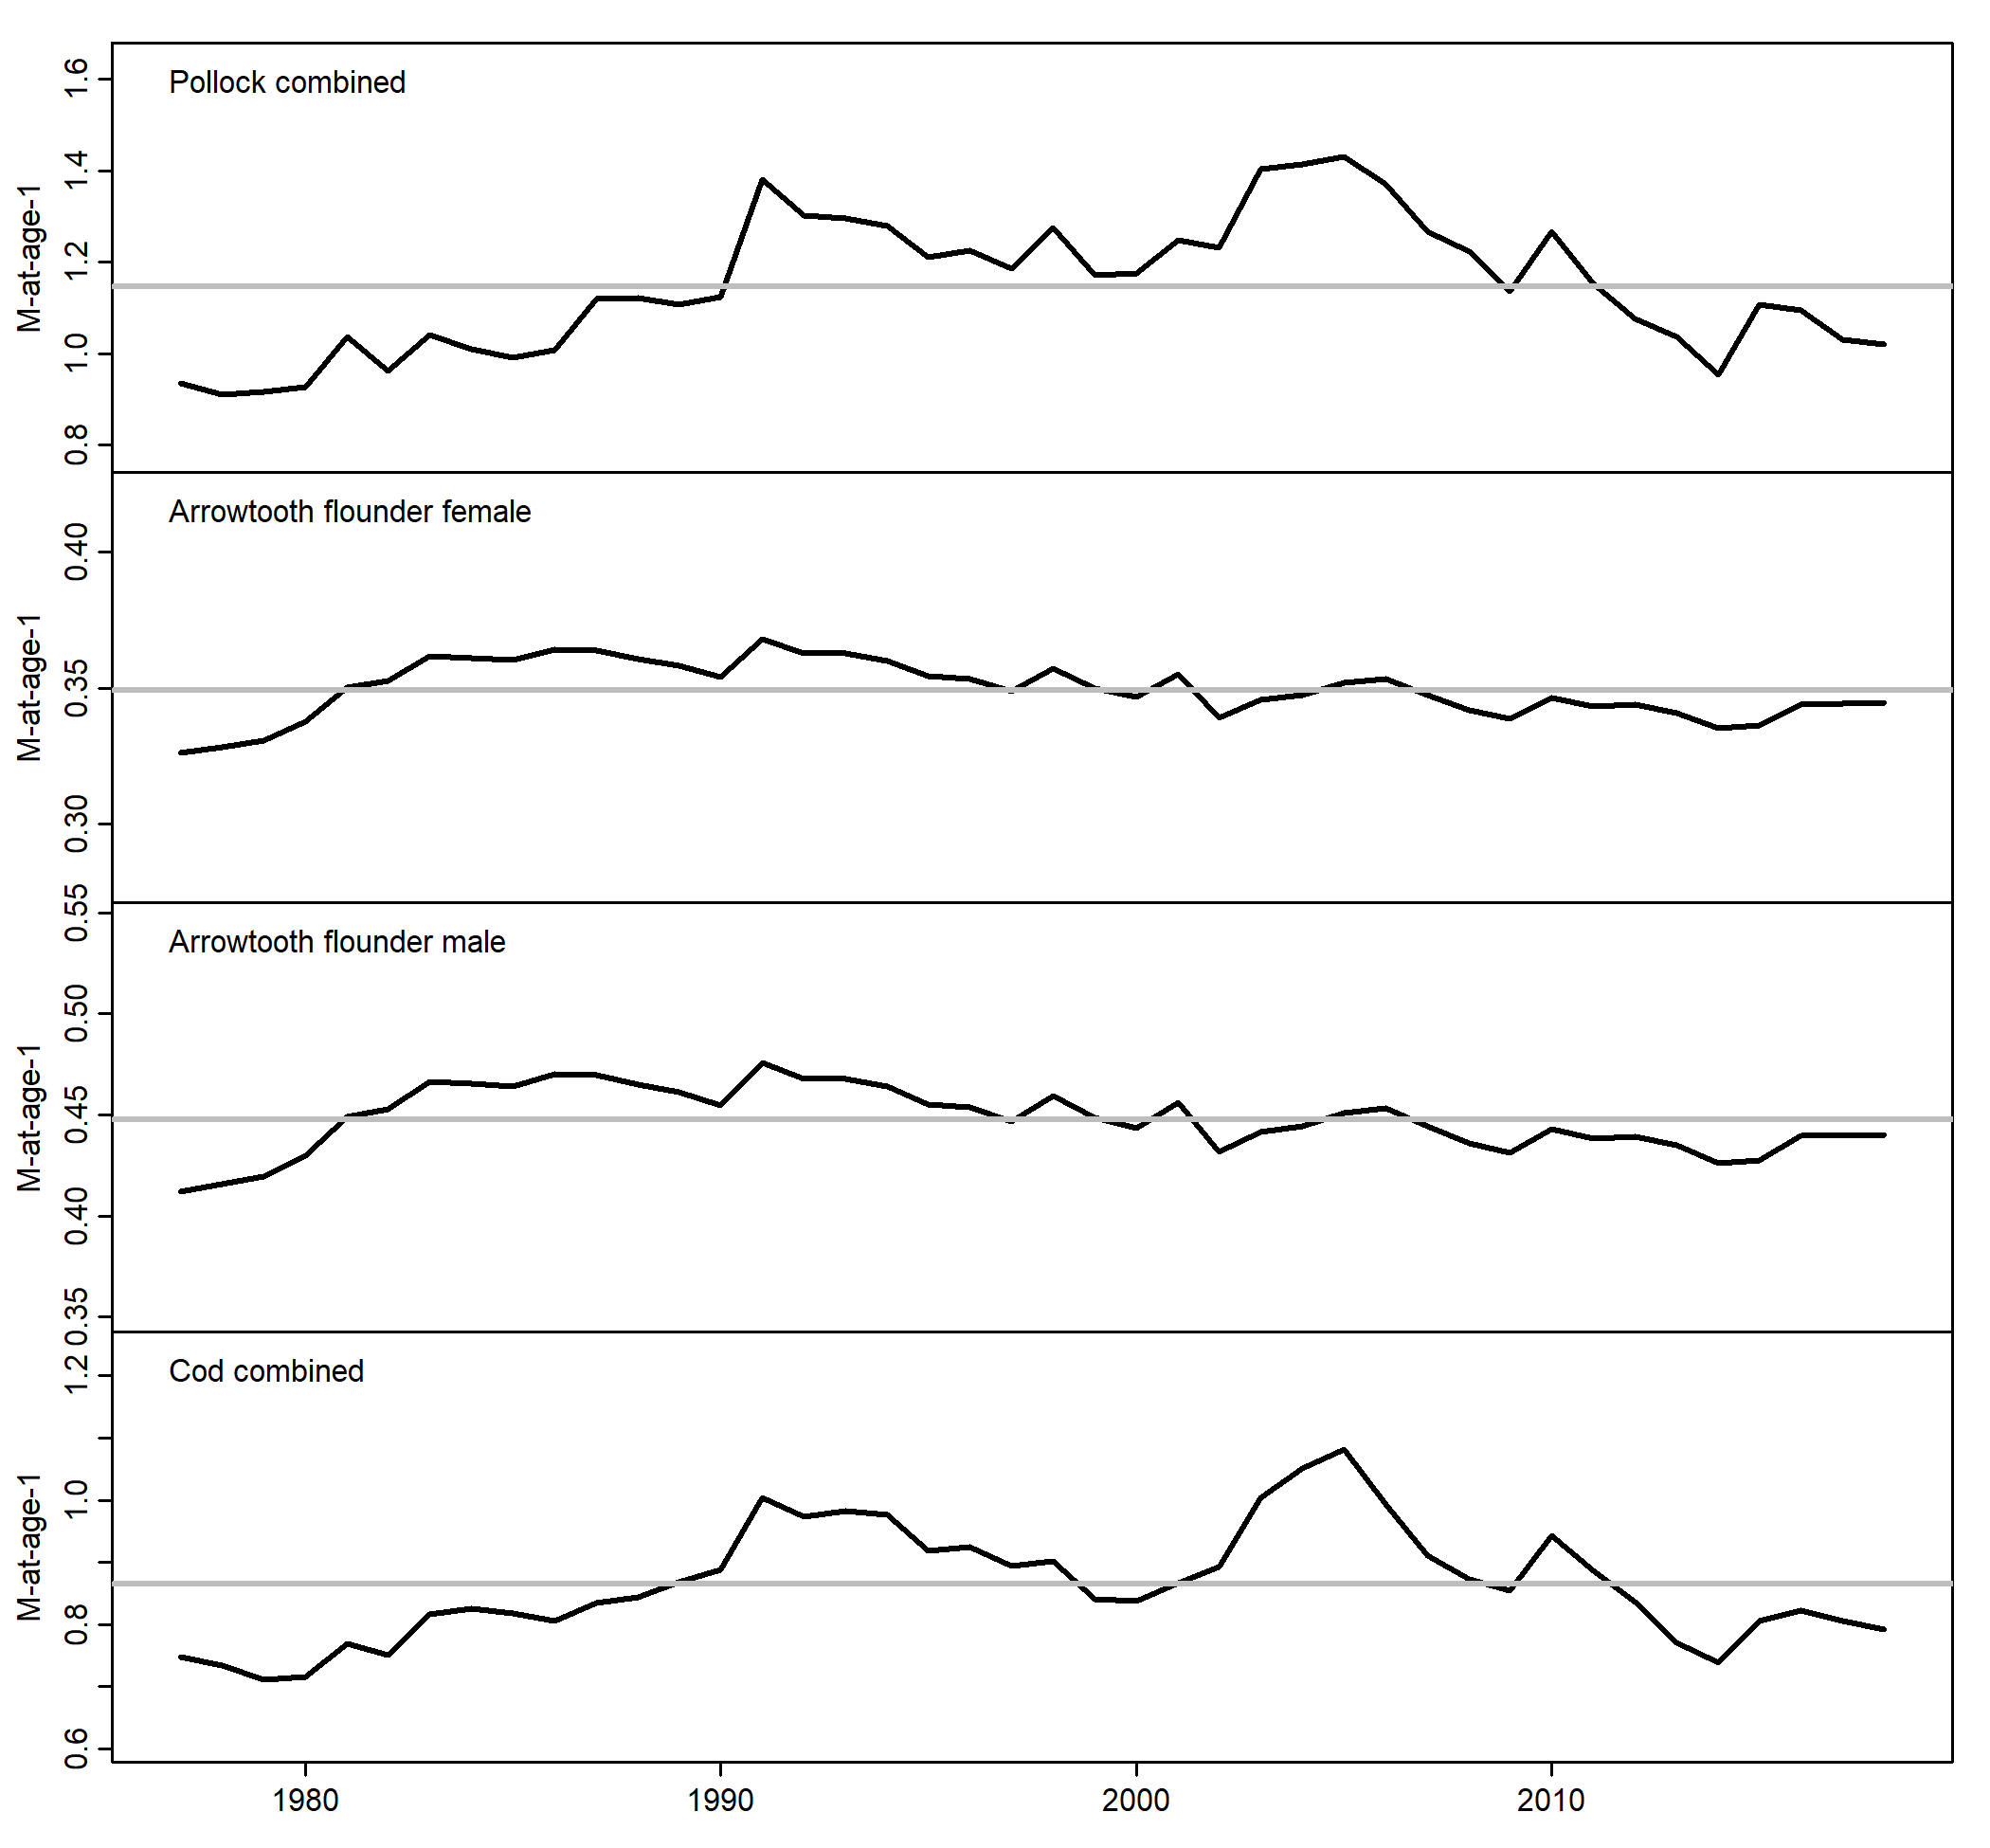 Pollock combined
M-at-age-1
1.6
1.4
1.2
1.0
0.8
Arrowtooth flounder female
M-at-age-1
0.40
0.35
0.30
Arrowtooth flounder male
M-at-age-1
0.55
0.50
0.45
0.40
0.35
Cod combined
M-at-age-1
1.2
1.0
0.8
0.6
1980 1990 2000 2010